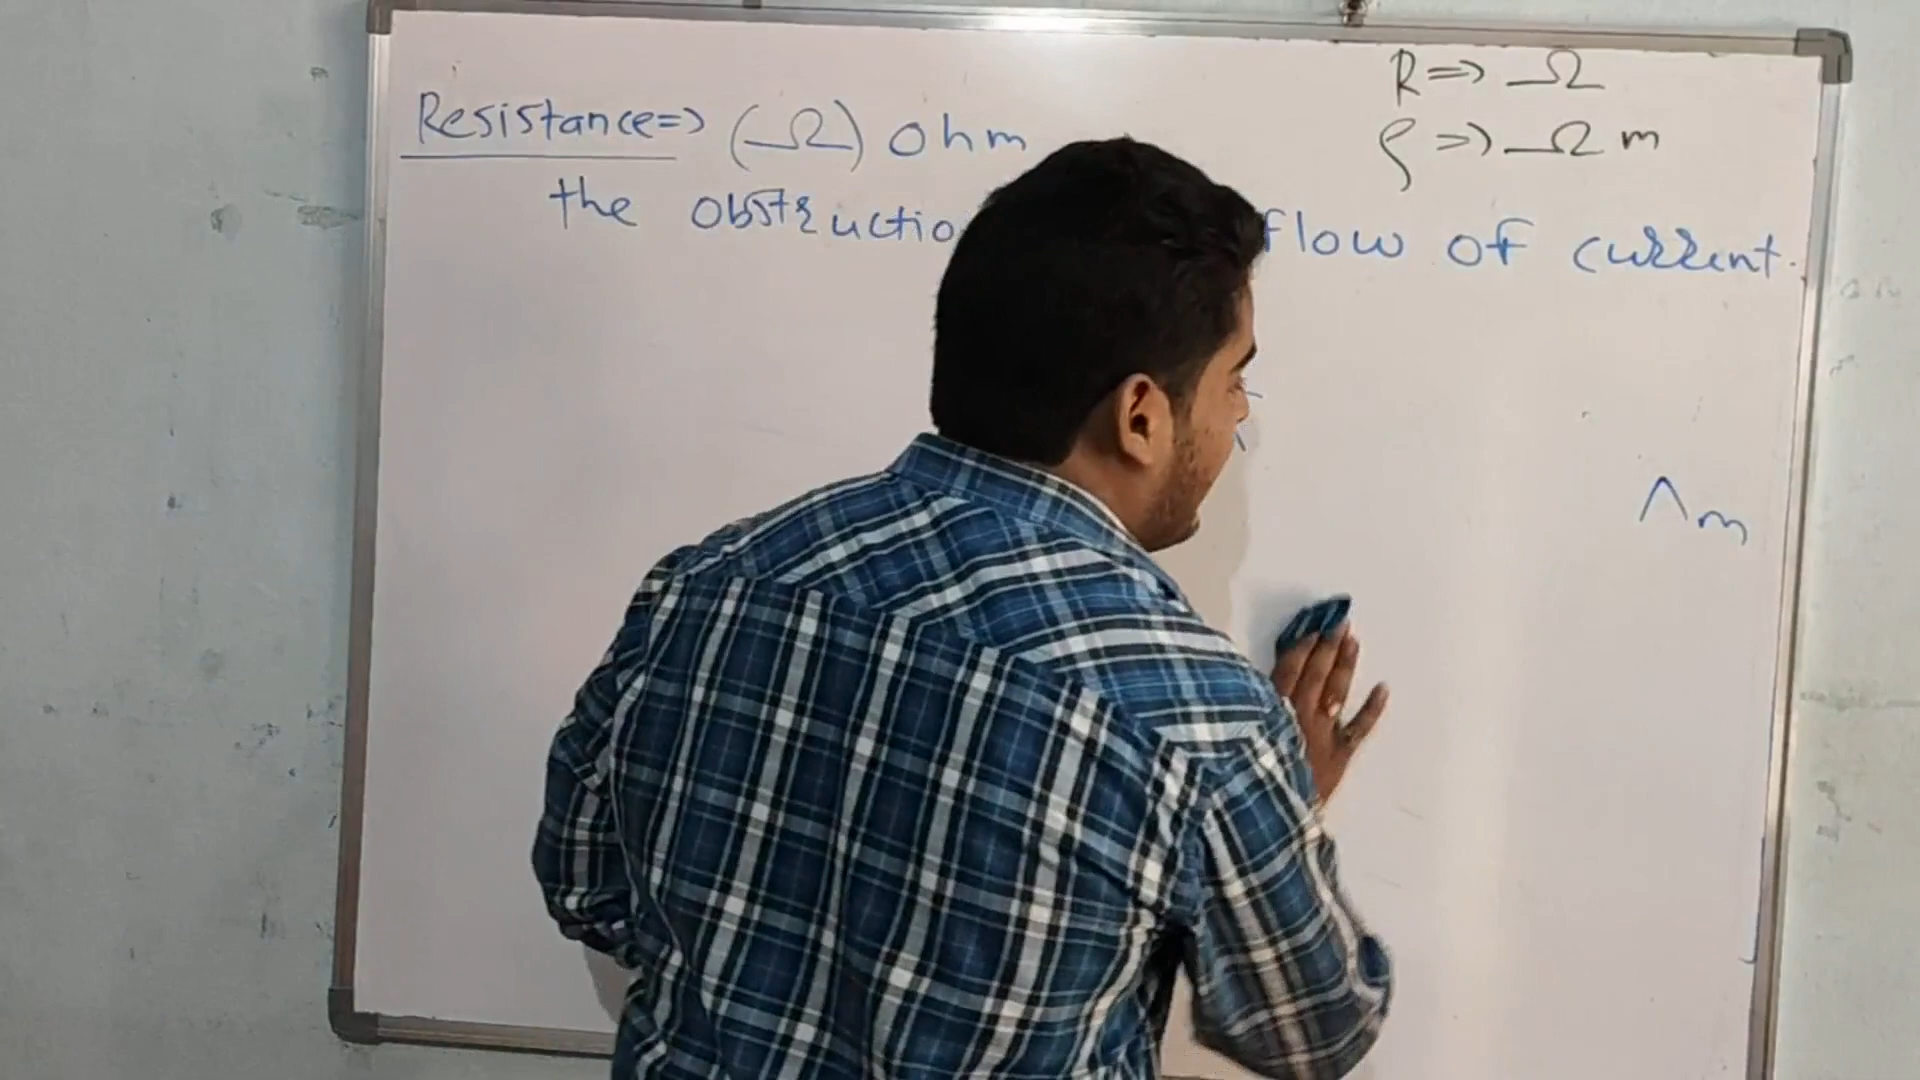 Resistance => (Ω) Ohm
R => Ω
ρ => Ω m
the obstructio flow of current.
Λm